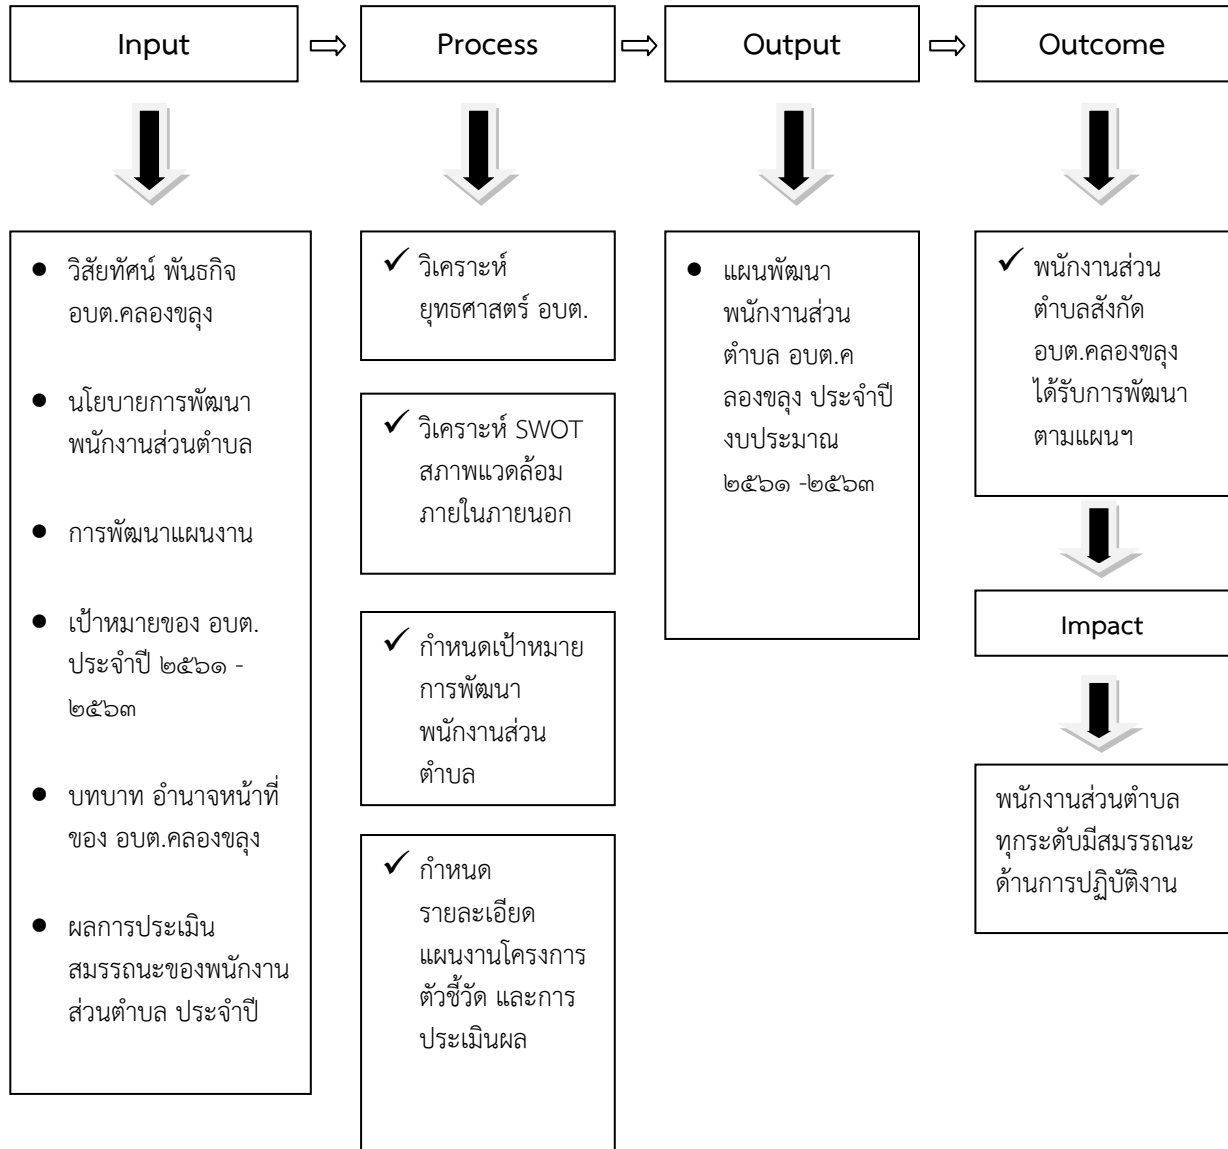 Input
Process
Output
Outcome
วิสัยทัศน์ พันธกิจ
อบต.คลองขลุง
นโยบายการพัฒนา
พนักงานส่วนตำบล
การพัฒนาแผนงาน
เป้าหมายของ อบต.
ประจำปี ๒๕๖๑ -
๒๕๖๓
บทบาท อำนาจหน้าที่
ของ อบต.คลองขลุง
ผลการประเมิน
สมรรถนะของพนักงาน
ส่วนตำบล ประจำปี
วิเคราะห์
ยุทธศาสตร์ อบต.
วิเคราะห์ SWOT
สภาพแวดล้อม
ภายในภายนอก
กำหนดเป้าหมาย
การพัฒนา
พนักงานส่วน
ตำบล
กำหนด
รายละเอียด
แผนงานโครงการ
ตัวชี้วัด และการ
ประเมินผล
แผนพัฒนา
พนักงานส่วน
ตำบล อบต.ค
ลองขลุง ประจำปี
งบประมาณ
๒๕๖๑ -๒๕๖๓
พนักงานส่วน
ตำบลสังกัด
อบต.คลองขลุง
ได้รับการพัฒนา
ตามแผนฯ
Impact
พนักงานส่วนตำบล
ทุกระดับมีสมรรถนะ
ด้านการปฏิบัติงาน